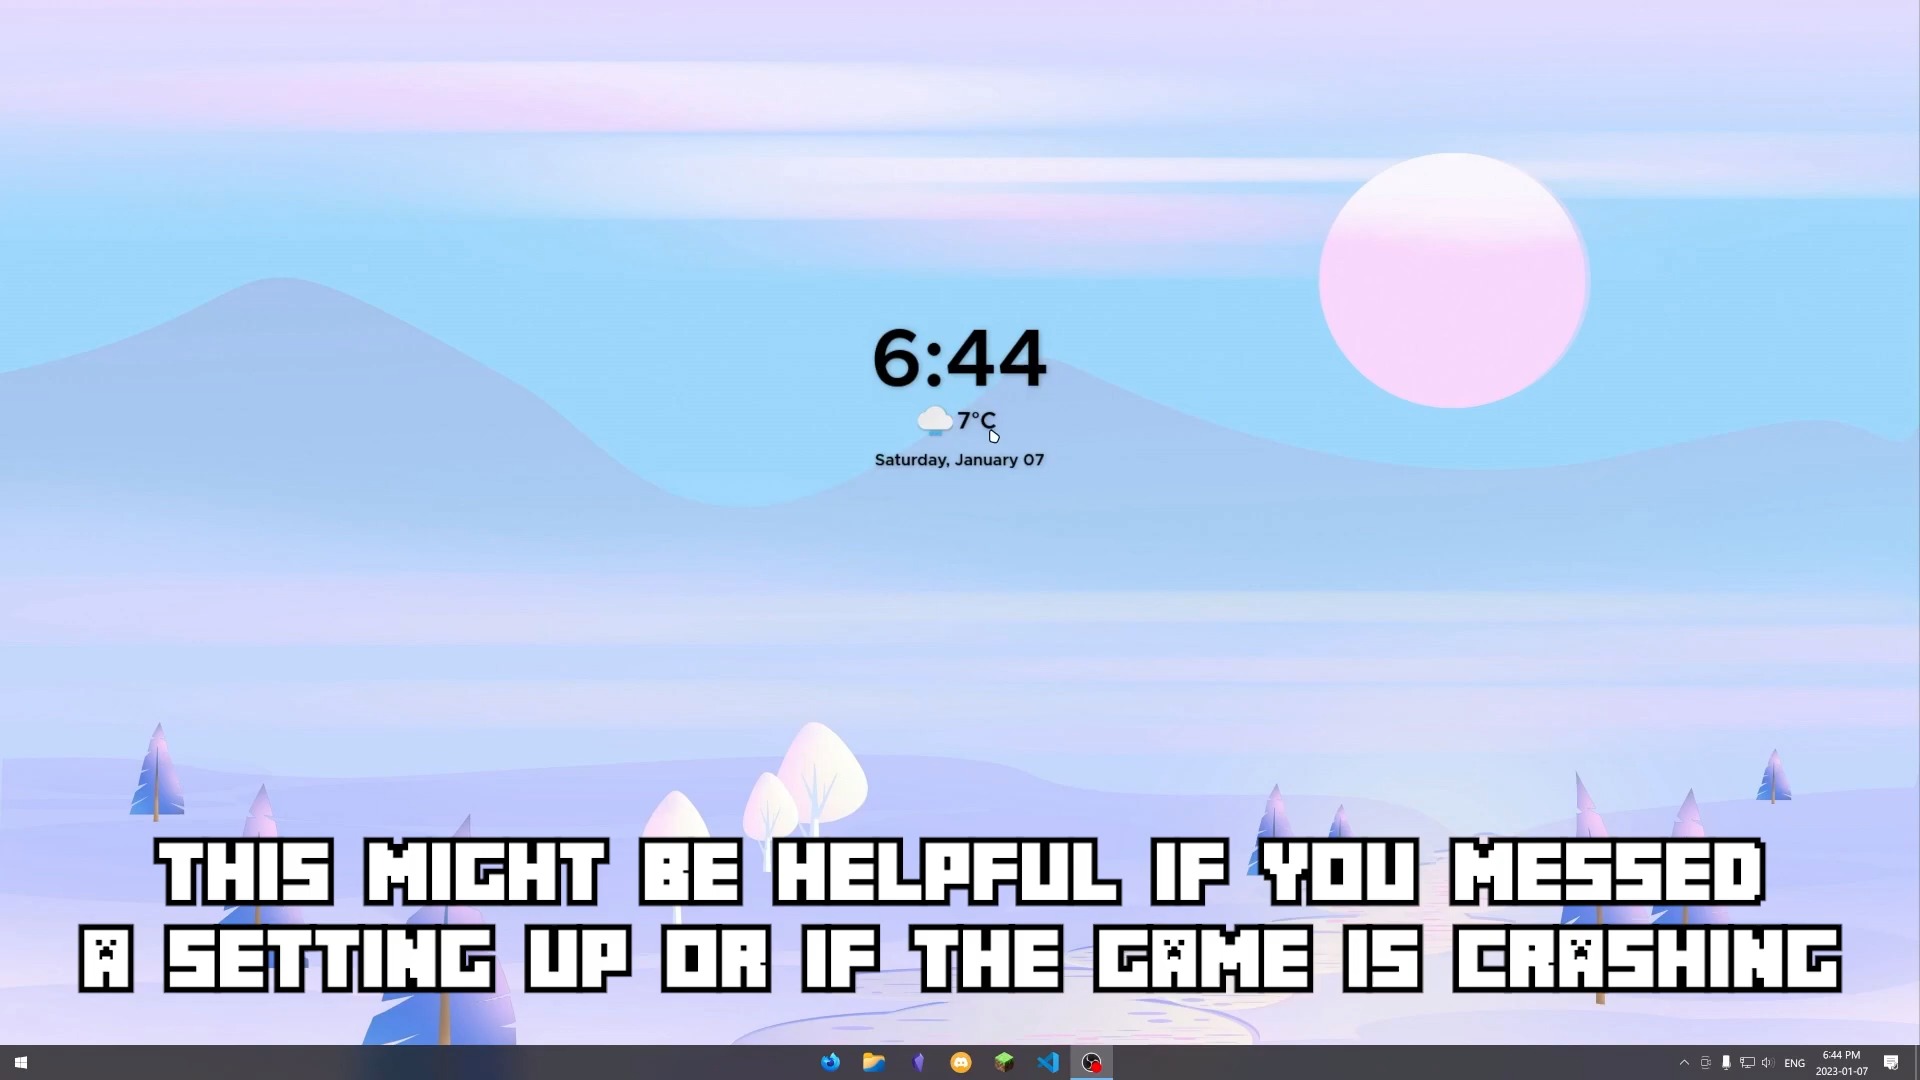 6:44
7°C
Saturday, January 07
THIS MIGHT BE HELPFUL IF YOU MESSED
A SETTING UP OR IF THE GAME IS CRASHING
ENG
6:44 PM
2023-01-07